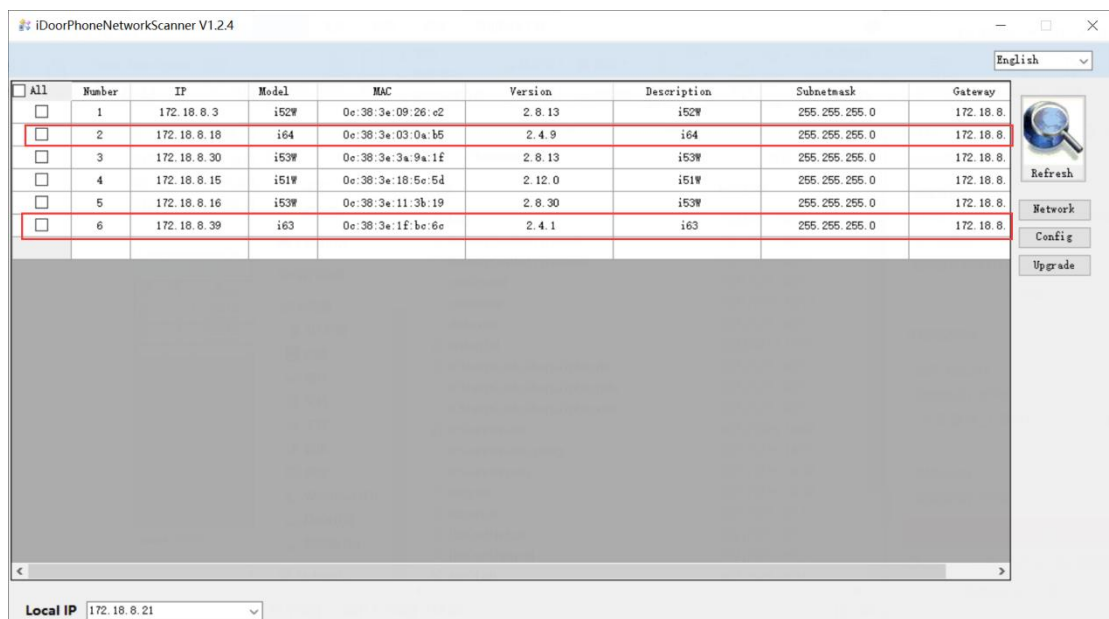 iDoorPhoneNetworkScanner V1.2.4
English
All Number IP Model MAC Version Description Subnetmask Gateway
1 172.18.8.3 i52W 0c:38:3e:09:26:c2 2.8.13 i52W 255.255.255.0 172.18.8.
2 172.18.8.18 i64 0c:38:3e:03:0a:b5 2.4.9 i64 255.255.255.0 172.18.8.
3 172.18.8.30 i53W 0c:38:3e:3a:9a:1f 2.8.13 i53W 255.255.255.0 172.18.8.
4 172.18.8.15 i51W 0c:38:3e:18:5c:5d 2.12.0 i51W 255.255.255.0 172.18.8.
5 172.18.8.16 i53W 0c:38:3e:11:3b:19 2.8.30 i53W 255.255.255.0 172.18.8.
6 172.18.8.39 i63 0c:38:3e:1f:bc:6c 2.4.1 i63 255.255.255.0 172.18.8.
Refresh
Network
Config
Upgrade
Local IP 172.18.8.21